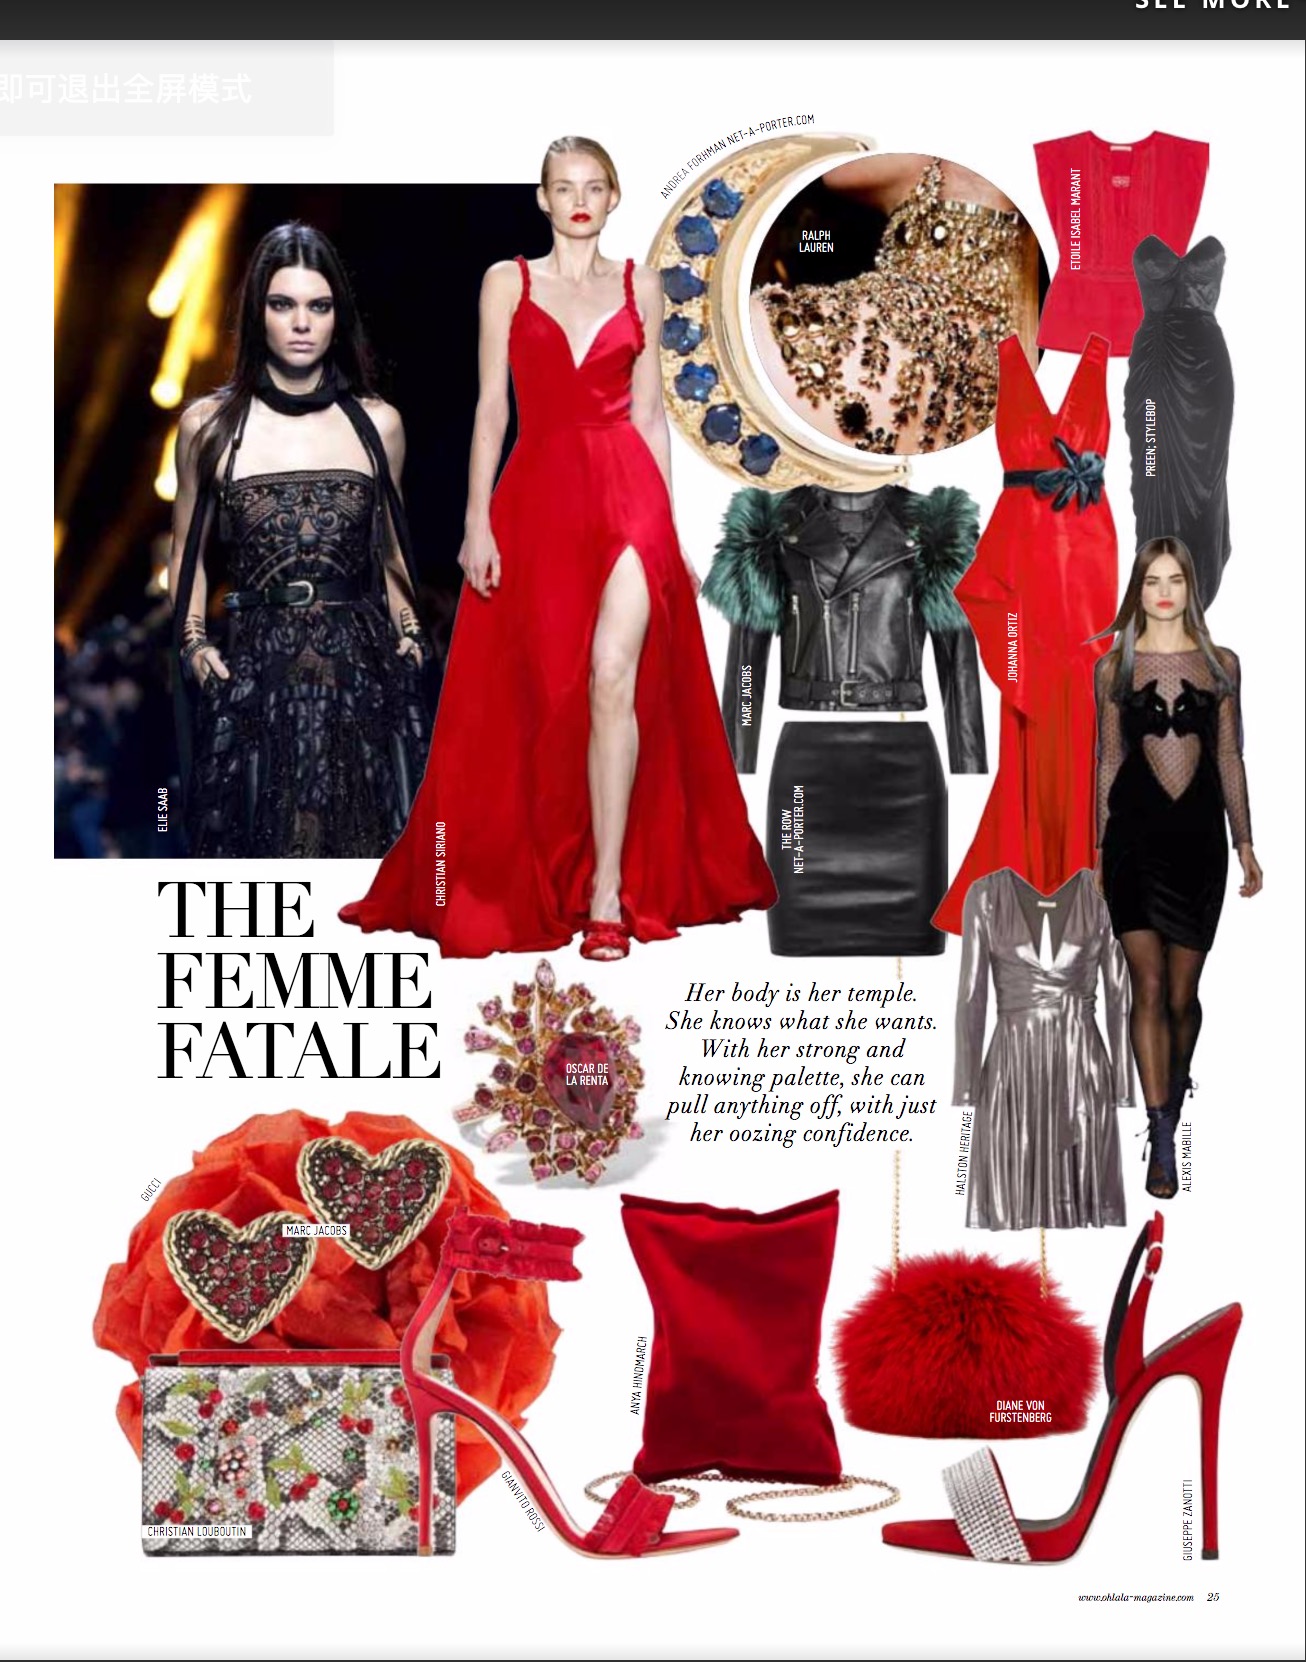 SEE MORE
即可退出全屏模式
ANDREA FORHMAN NET-A-PORTER.COM
RALPH
LAUREN
ETOILE ISABEL MARANT
PREEN; STYLEBOP
JOHANNA ORTIZ
MARC JACOBS
THE ROW
NET-A-PORTER.COM
ELIE SAAB
CHRISTIAN SIRIANO
THE
FEMME
FATALE
OSCAR DE
LA RENTA
Her body is her temple.
She knows what she wants.
With her strong and
knowing palette, she can
pull anything off, with just
her oozing confidence.
HALSTON HERITAGE
ALEXIS MABILLE
GUCCI
MARC JACOBS
ANYA HINDMARCH
DIANE VON
FURSTENBERG
CHRISTIAN LOUBOUTIN
GIANVITO ROSSI
GIUSEPPE ZANOTTI
www.ohlala-magazine.com 25